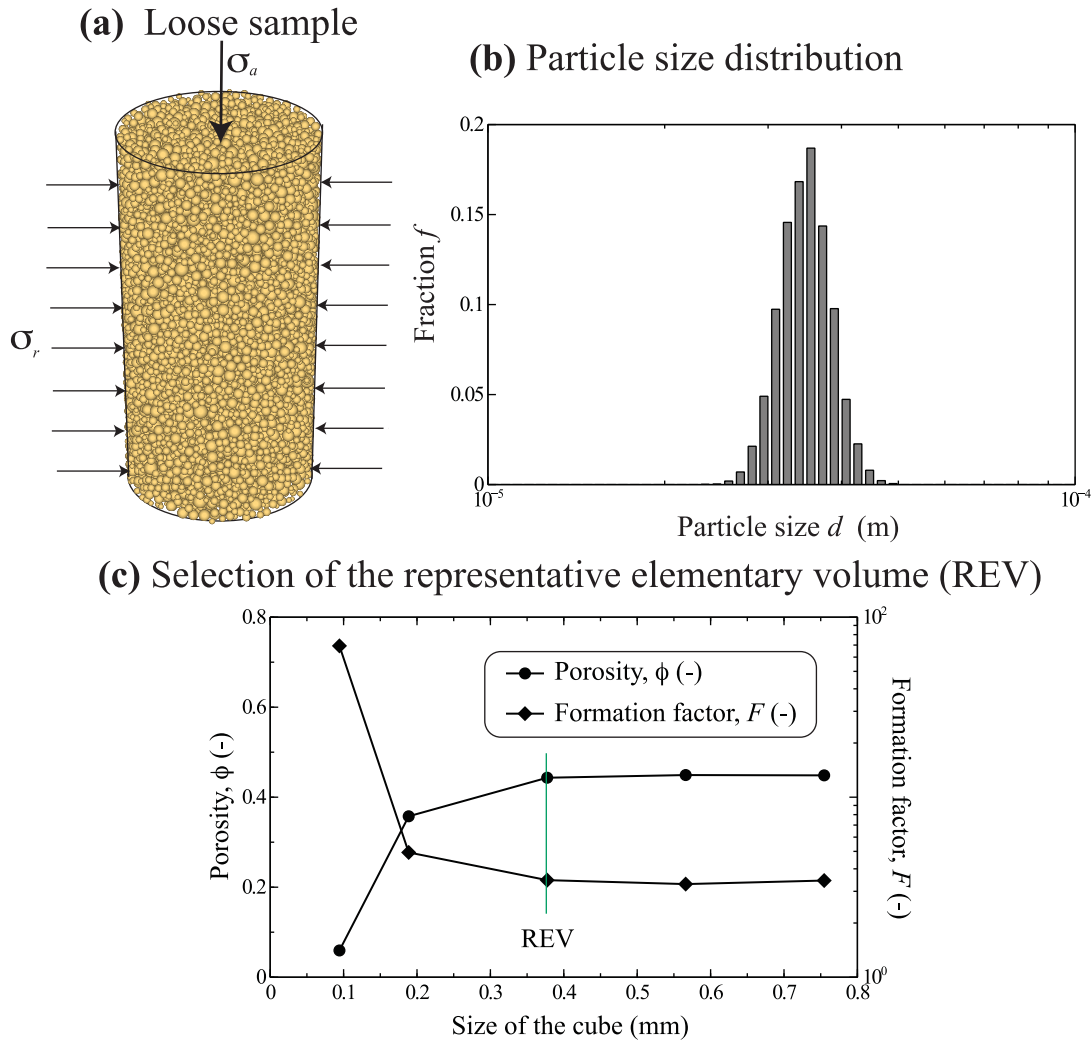 (a) Loose sample
σa
σr
(b) Particle size distribution
0.2
0.15
0.1
0.05
0
Fraction f
10-5
10-4
Particle size d (m)
(c) Selection of the representative elementary volume (REV)
0.8
0.6
0.4
0.2
0
Porosity, ϕ (-)
Porosity, ϕ (-)
Formation factor, F (-)
REV
10²
10⁰
Formation factor, F (-)
0
0.1
0.2
0.3
0.4
0.5
0.6
0.7
0.8
Size of the cube (mm)